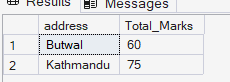 Results Messages
address Total_Marks
1 Butwal 60
2 Kathmandu 75